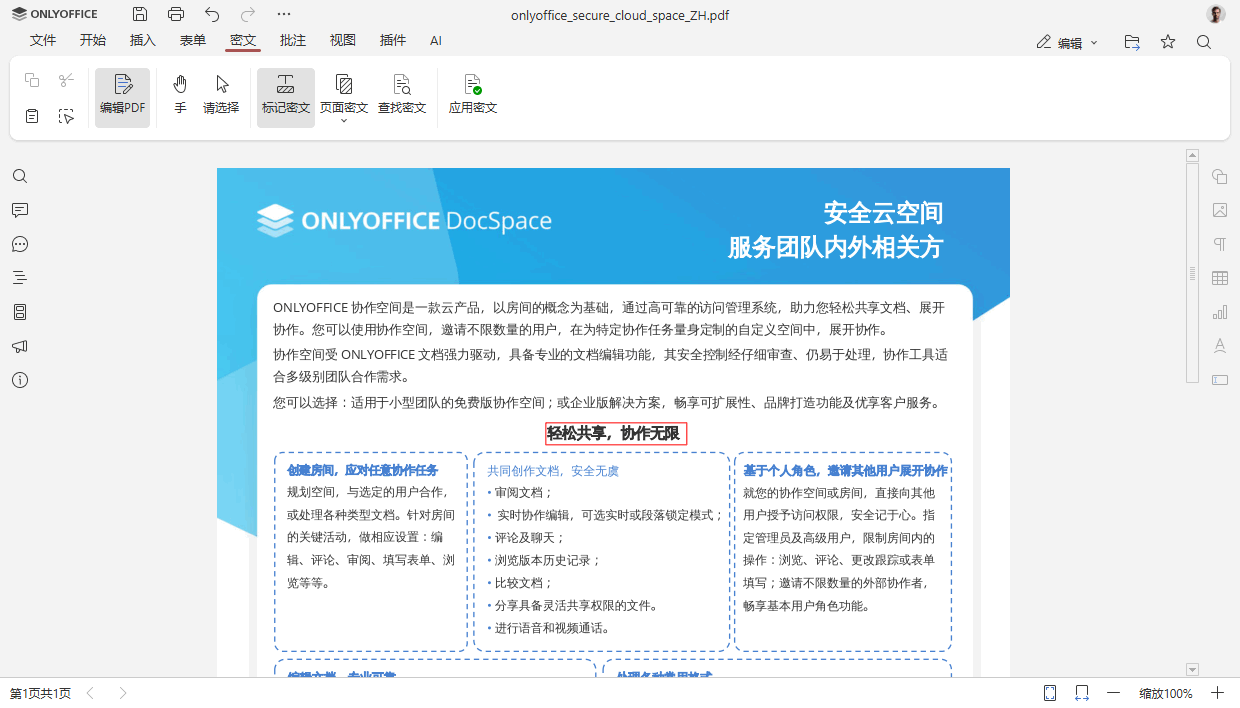 ONLYOFFICE
onlyoffice_secure_cloud_space_ZH.pdf
文件 开始 插入 表单 密文 批注 视图 插件 AI
编辑
编辑PDF 手 请选择 标记密文 页面密文 查找密文 应用密文
ONLYOFFICE DocSpace
安全云空间
服务团队内外相关方
ONLYOFFICE 协作空间是一款云产品，以房间的概念为基础，通过高可靠的访问管理系统，助力您轻松共享文档、展开
协作。您可以使用协作空间，邀请不限数量的用户，在为特定协作任务量身定制的自定义空间中，展开协作。
协作空间受 ONLYOFFICE 文档强力驱动，具备专业的文档编辑功能，其安全控制经仔细审查、仍易于处理，协作工具适
合多级别团队合作需求。
您可以选择：适用于小型团队的免费版协作空间；或企业版解决方案，畅享可扩展性、品牌打造功能及优享客户服务。
轻松共享，协作无限
创建房间，应对任意协作任务
规划空间，与选定的用户合作，
或处理各种类型文档。针对房间
的关键活动，做相应设置：编
辑、评论、审阅、填写表单、浏
览等等。
共同创作文档，安全无虞
• 审阅文档；
• 实时协作编辑，可选实时或段落锁定模式；
• 评论及聊天；
• 浏览版本历史记录；
• 比较文档；
• 分享具备灵活共享权限的文件。
• 进行语音和视频通话。
基于个人角色，邀请其他用户展开协作
就您的协作空间或房间，直接向其他
用户授予访问权限，安全记于心。指
定管理员及高级用户，限制房间内的
操作：浏览、评论、更改跟踪或表单
填写；邀请不限数量的外部协作者，
畅享基本用户角色功能。
编辑文档，专业可靠
处理各种常用格式
第1页共1页
缩放100%